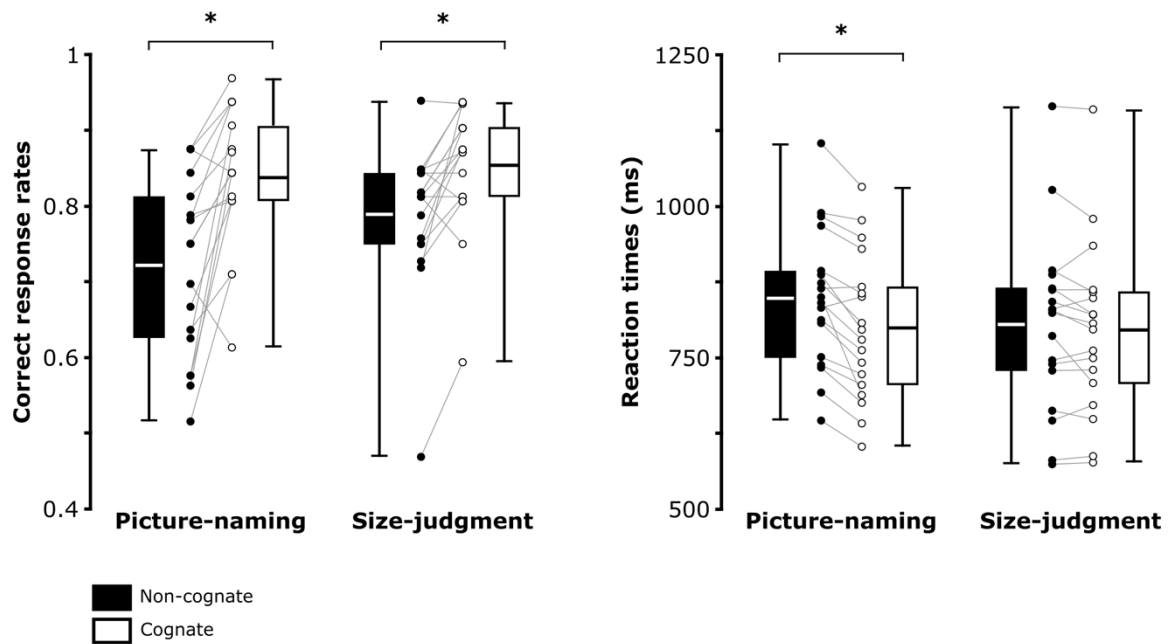 *
*
1
0.8
0.6
0.4
Correct response rates
Picture-naming
Size-judgment
*
1250
1000
750
500
Reaction times (ms)
Picture-naming
Size-judgment
Non-cognate
Cognate